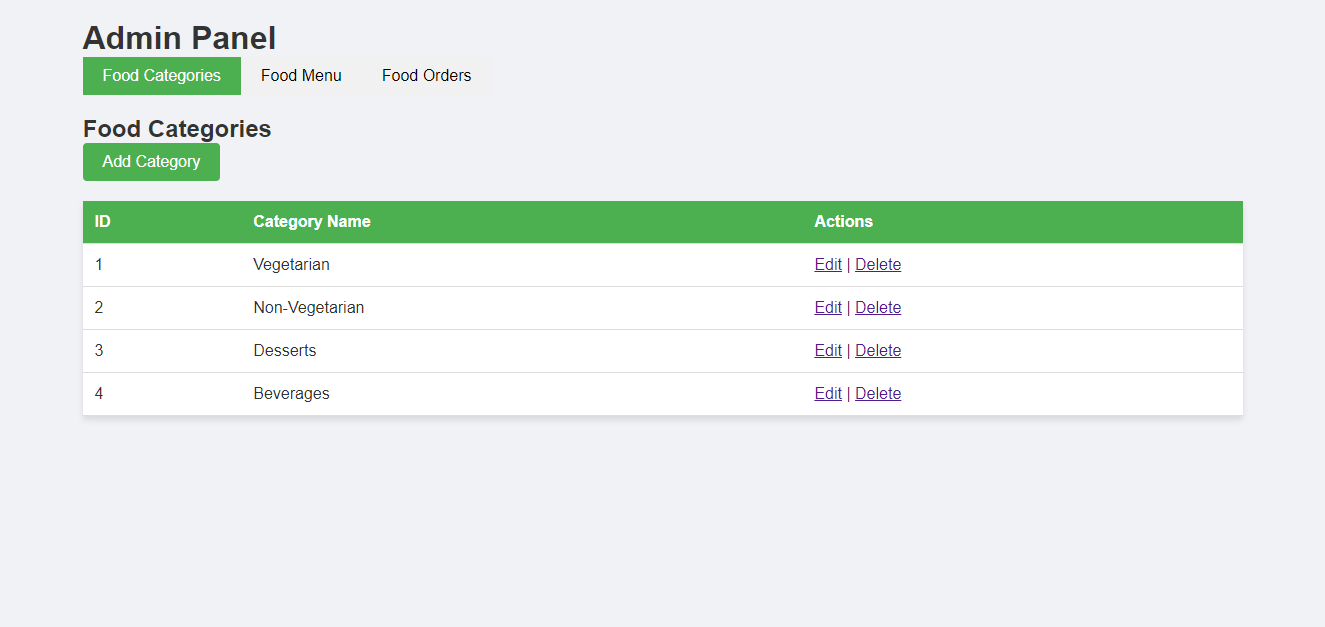 Admin Panel
Food Categories Food Menu Food Orders
Food Categories
Add Category
ID Category Name Actions
1 Vegetarian Edit | Delete
2 Non-Vegetarian Edit | Delete
3 Desserts Edit | Delete
4 Beverages Edit | Delete